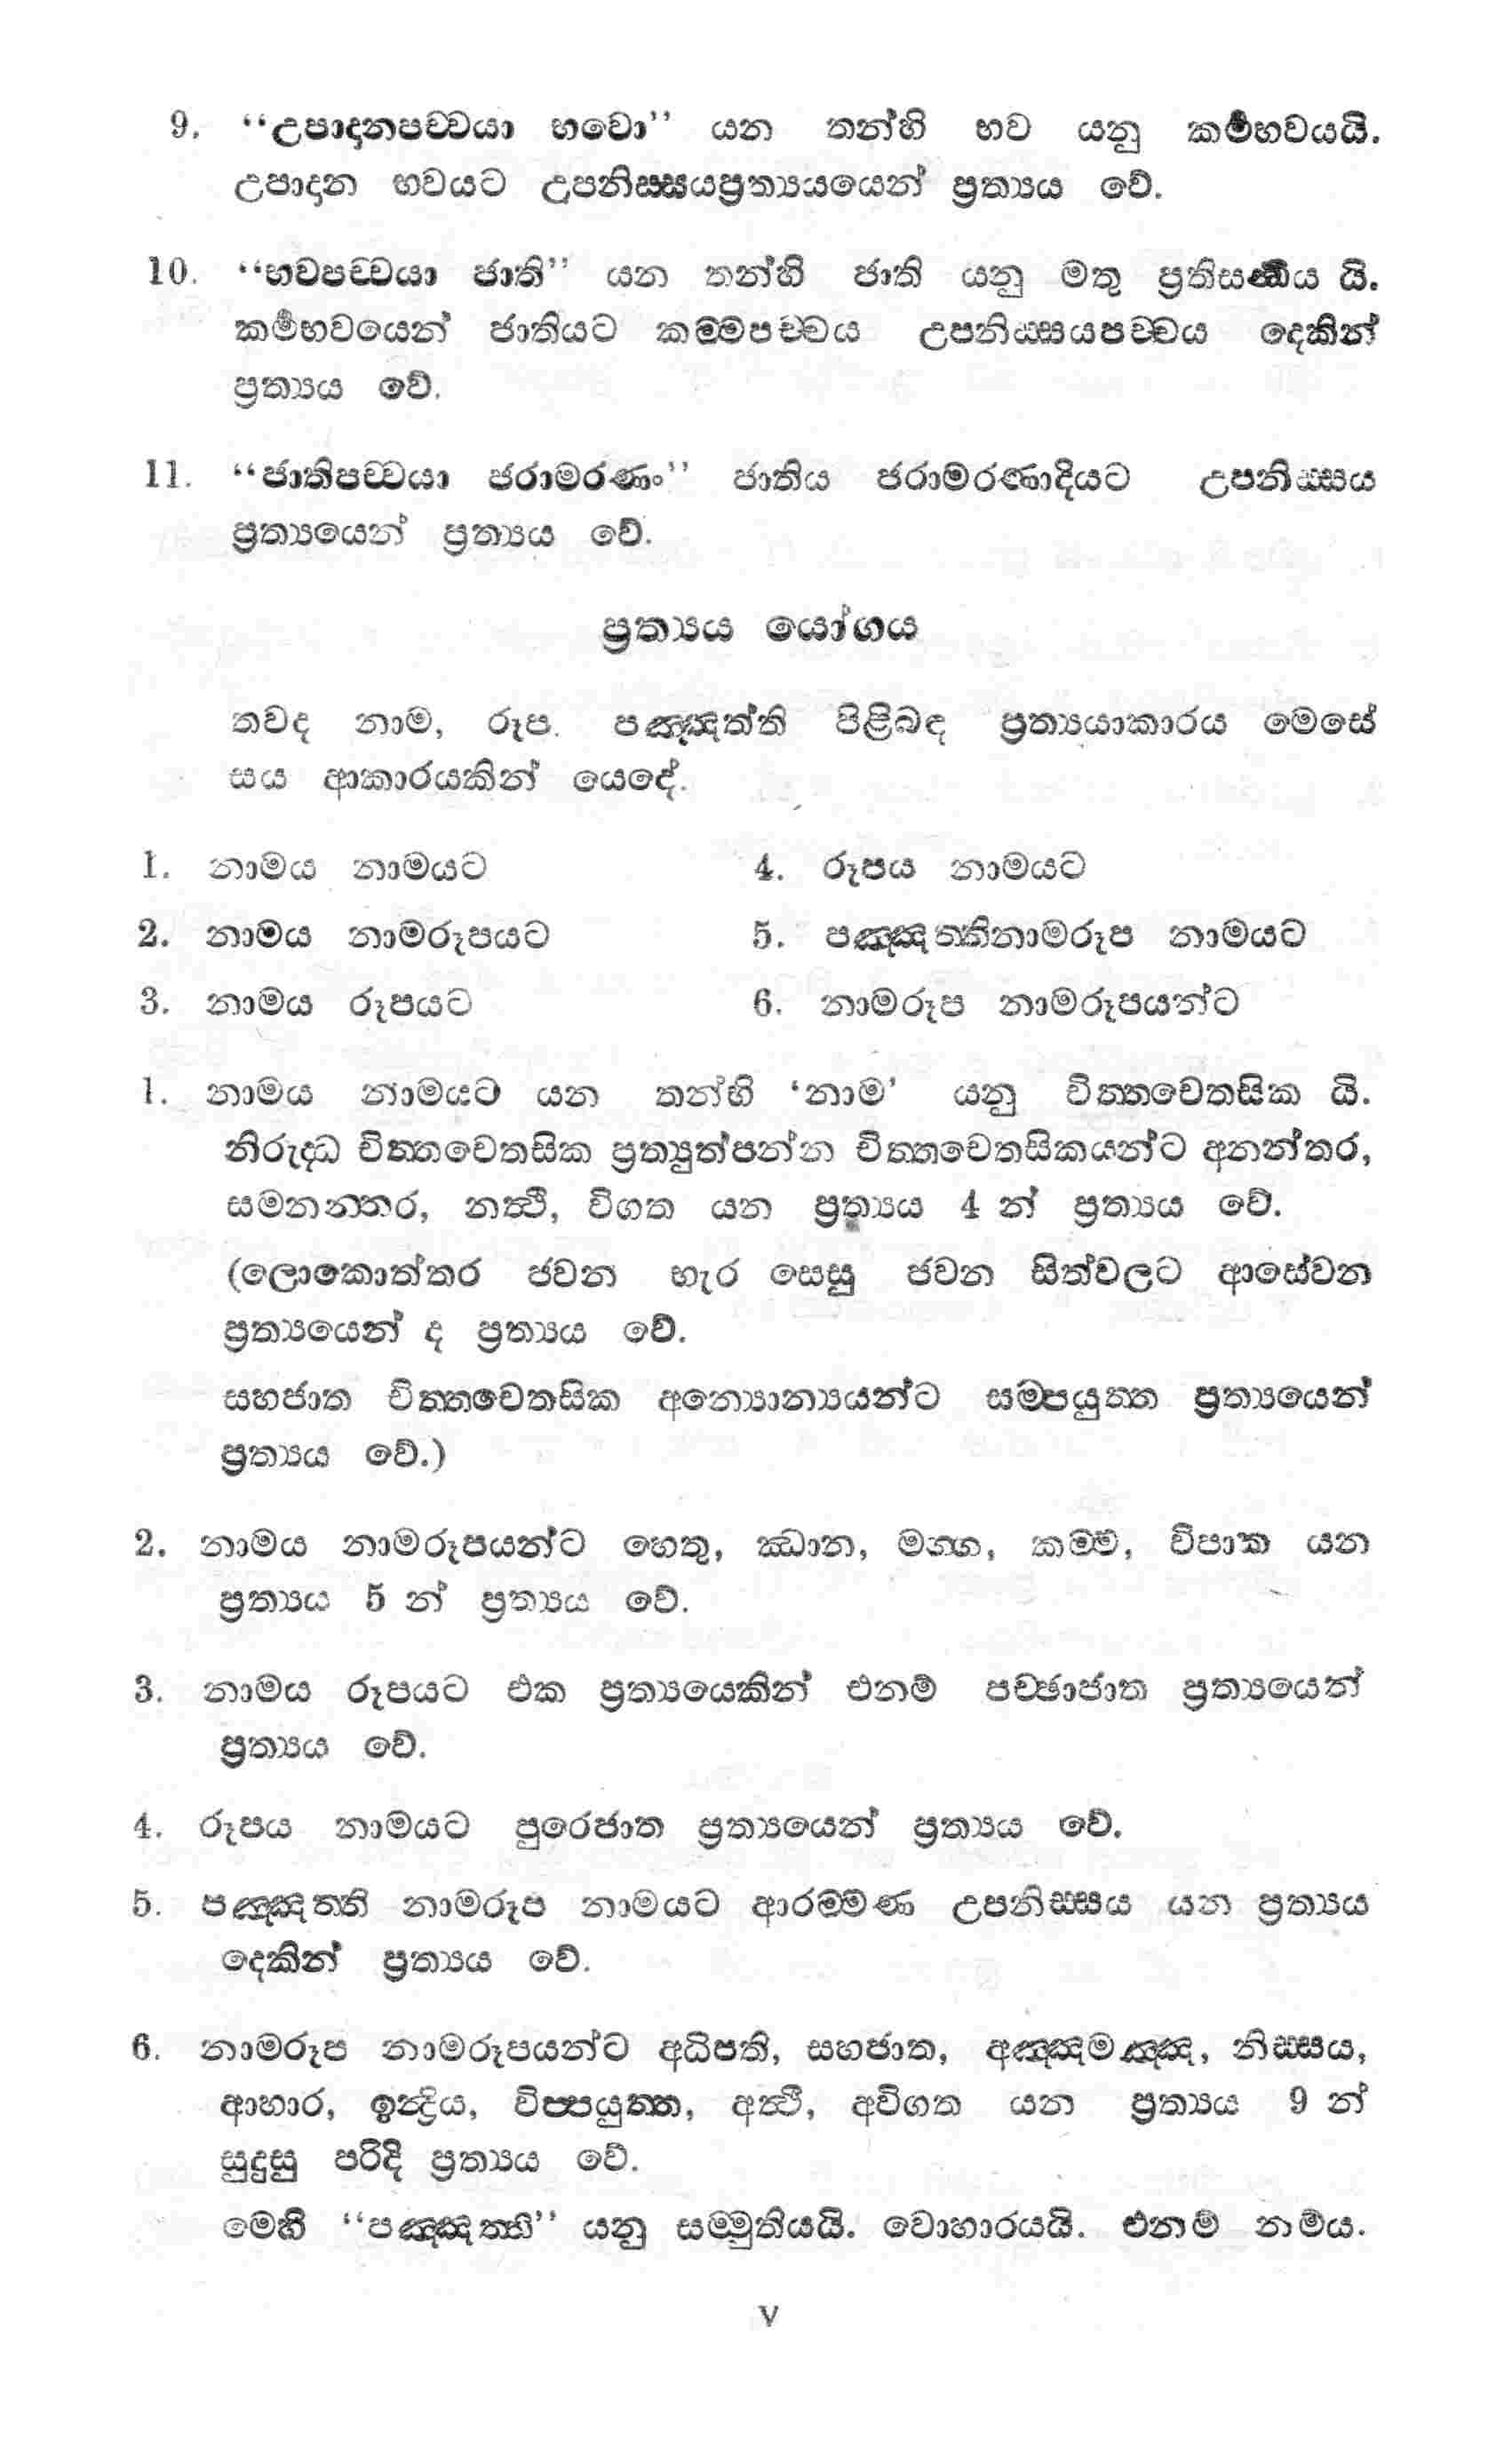 9. “උපාදානපච්චයා භවො” යන තන්හි භව යනු කර්‍මභවයයි.
උපාදාන භවයට උපනිස්සයප්‍රත්‍යයයෙන් ප්‍රත්‍යය වේ.
10. “භවපච්චයා ජාති” යන තන්හි ජාති යනු මතු ප්‍රතිසන්‍ධිය යි.
කර්‍මභවයෙන් ජාතියට කම්මපච්චය උපනිස්සයපච්චය දෙකින්
ප්‍රත්‍යය වේ.
11. “ජාතිපච්චයා ජරාමරණං” ජාතිය ජරාමරණාදියට උපනිස්සය
ප්‍රත්‍යයෙන් ප්‍රත්‍යය වේ.
ප්‍රත්‍යය යෝගය
තවද නාම, රූප. පඤ්ඤත්ති පිළිබඳ ප්‍රත්‍යයාකාරය මෙසේ
සය ආකාරයකින් යෙදේ.
1. නාමය නාමයට 4. රූපය නාමයට
2. නාමය නාමරූපයට 5. පඤ්ඤත්තිනාමරූප නාමයට
3. නාමය රූපයට 6. නාමරූප නාමරූපයන්ට
1. නාමය නාමයට යන තන්හි ‘නාම’ යනු චිත්තචෙතසික යි.
නිරුද්ධ චිත්තචෙතසික ප්‍රත්‍යුත්පන්න චිත්තචෙතසිකයන්ට අනන්තර,
සමනන්තර, නත්‍ථි, විගත යන ප්‍රත්‍යය 4 න් ප්‍රත්‍යය වේ.
(ලොකොත්තර ජවන හැර සෙසු ජවන සිත්වලට ආසේවන
ප්‍රත්‍යයෙන් ද ප්‍රත්‍යය වේ.
සහජාත චිත්තචෙතසික අන්‍යොන්‍යයන්ට සම්පයුත්ත ප්‍රත්‍යයෙන්
ප්‍රත්‍යය වේ.)
2. නාමය නාමරූපයන්ට හෙතු, ඣාන, මග්ග, කම්ම, විපාක යන
ප්‍රත්‍යය 5 න් ප්‍රත්‍යය වේ.
3. නාමය රූපයට එක ප්‍රත්‍යයෙකින් එනම් පච්ඡාජාත ප්‍රත්‍යයෙන්
ප්‍රත්‍යය වේ.
4. රූපය නාමයට පුරෙජාත ප්‍රත්‍යයෙන් ප්‍රත්‍යය වේ.
5. පඤ්ඤත්ති නාමරූප නාමයට ආරම්මණ උපනිස්සය යන ප්‍රත්‍යය
දෙකින් ප්‍රත්‍යය වේ.
6. නාමරූප නාමරූපයන්ට අධිපති, සහජාත, අඤ්ඤමඤ්ඤ, නිස්සය,
ආහාර, ඉන්‍ද්‍රිය, විප්පයුත්ත, අත්‍ථි, අවිගත යන ප්‍රත්‍යය 9 න්
සුදුසු පරිදි ප්‍රත්‍යය වේ.
මෙහි “පඤ්ඤත්ති” යනු සම්මුතියයි. වොහාරයයි. එනම් නම්ය.
v